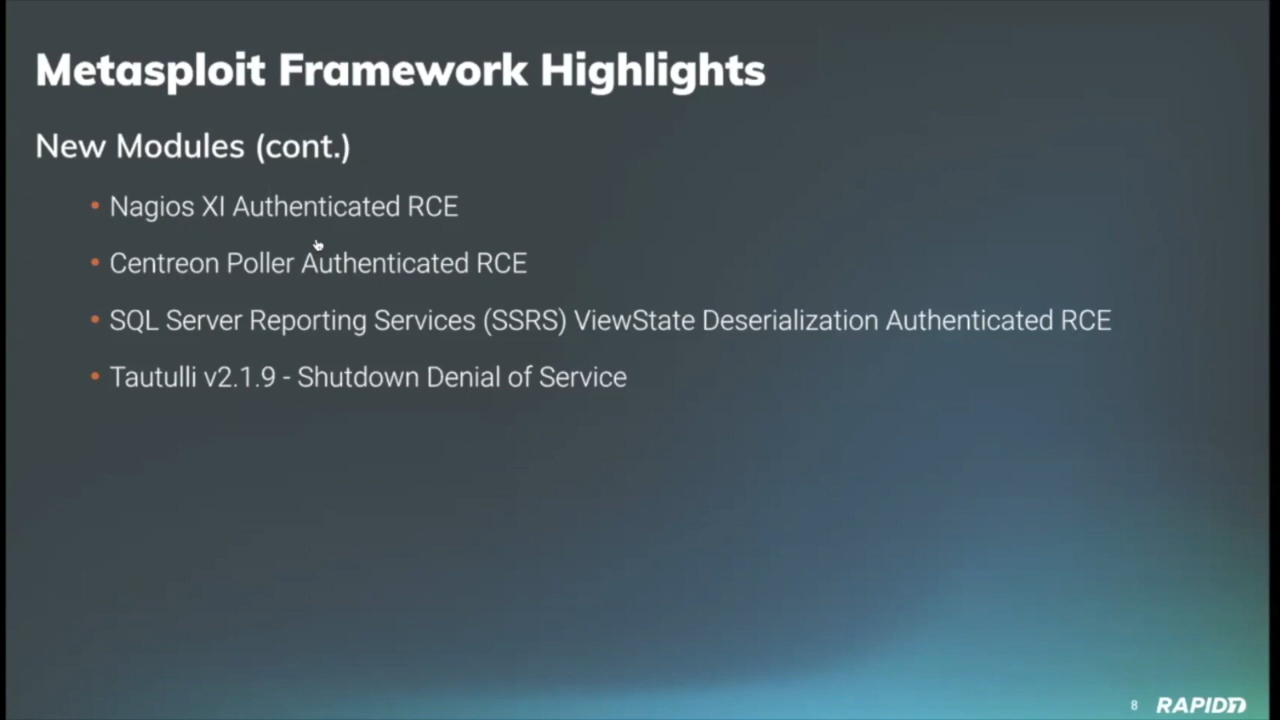 Metasploit Framework Highlights
New Modules (cont.)
• Nagios XI Authenticated RCE
• Centreon Poller Authenticated RCE
• SQL Server Reporting Services (SSRS) ViewState Deserialization Authenticated RCE
• Tautulli v2.1.9 - Shutdown Denial of Service
8 RAPID7